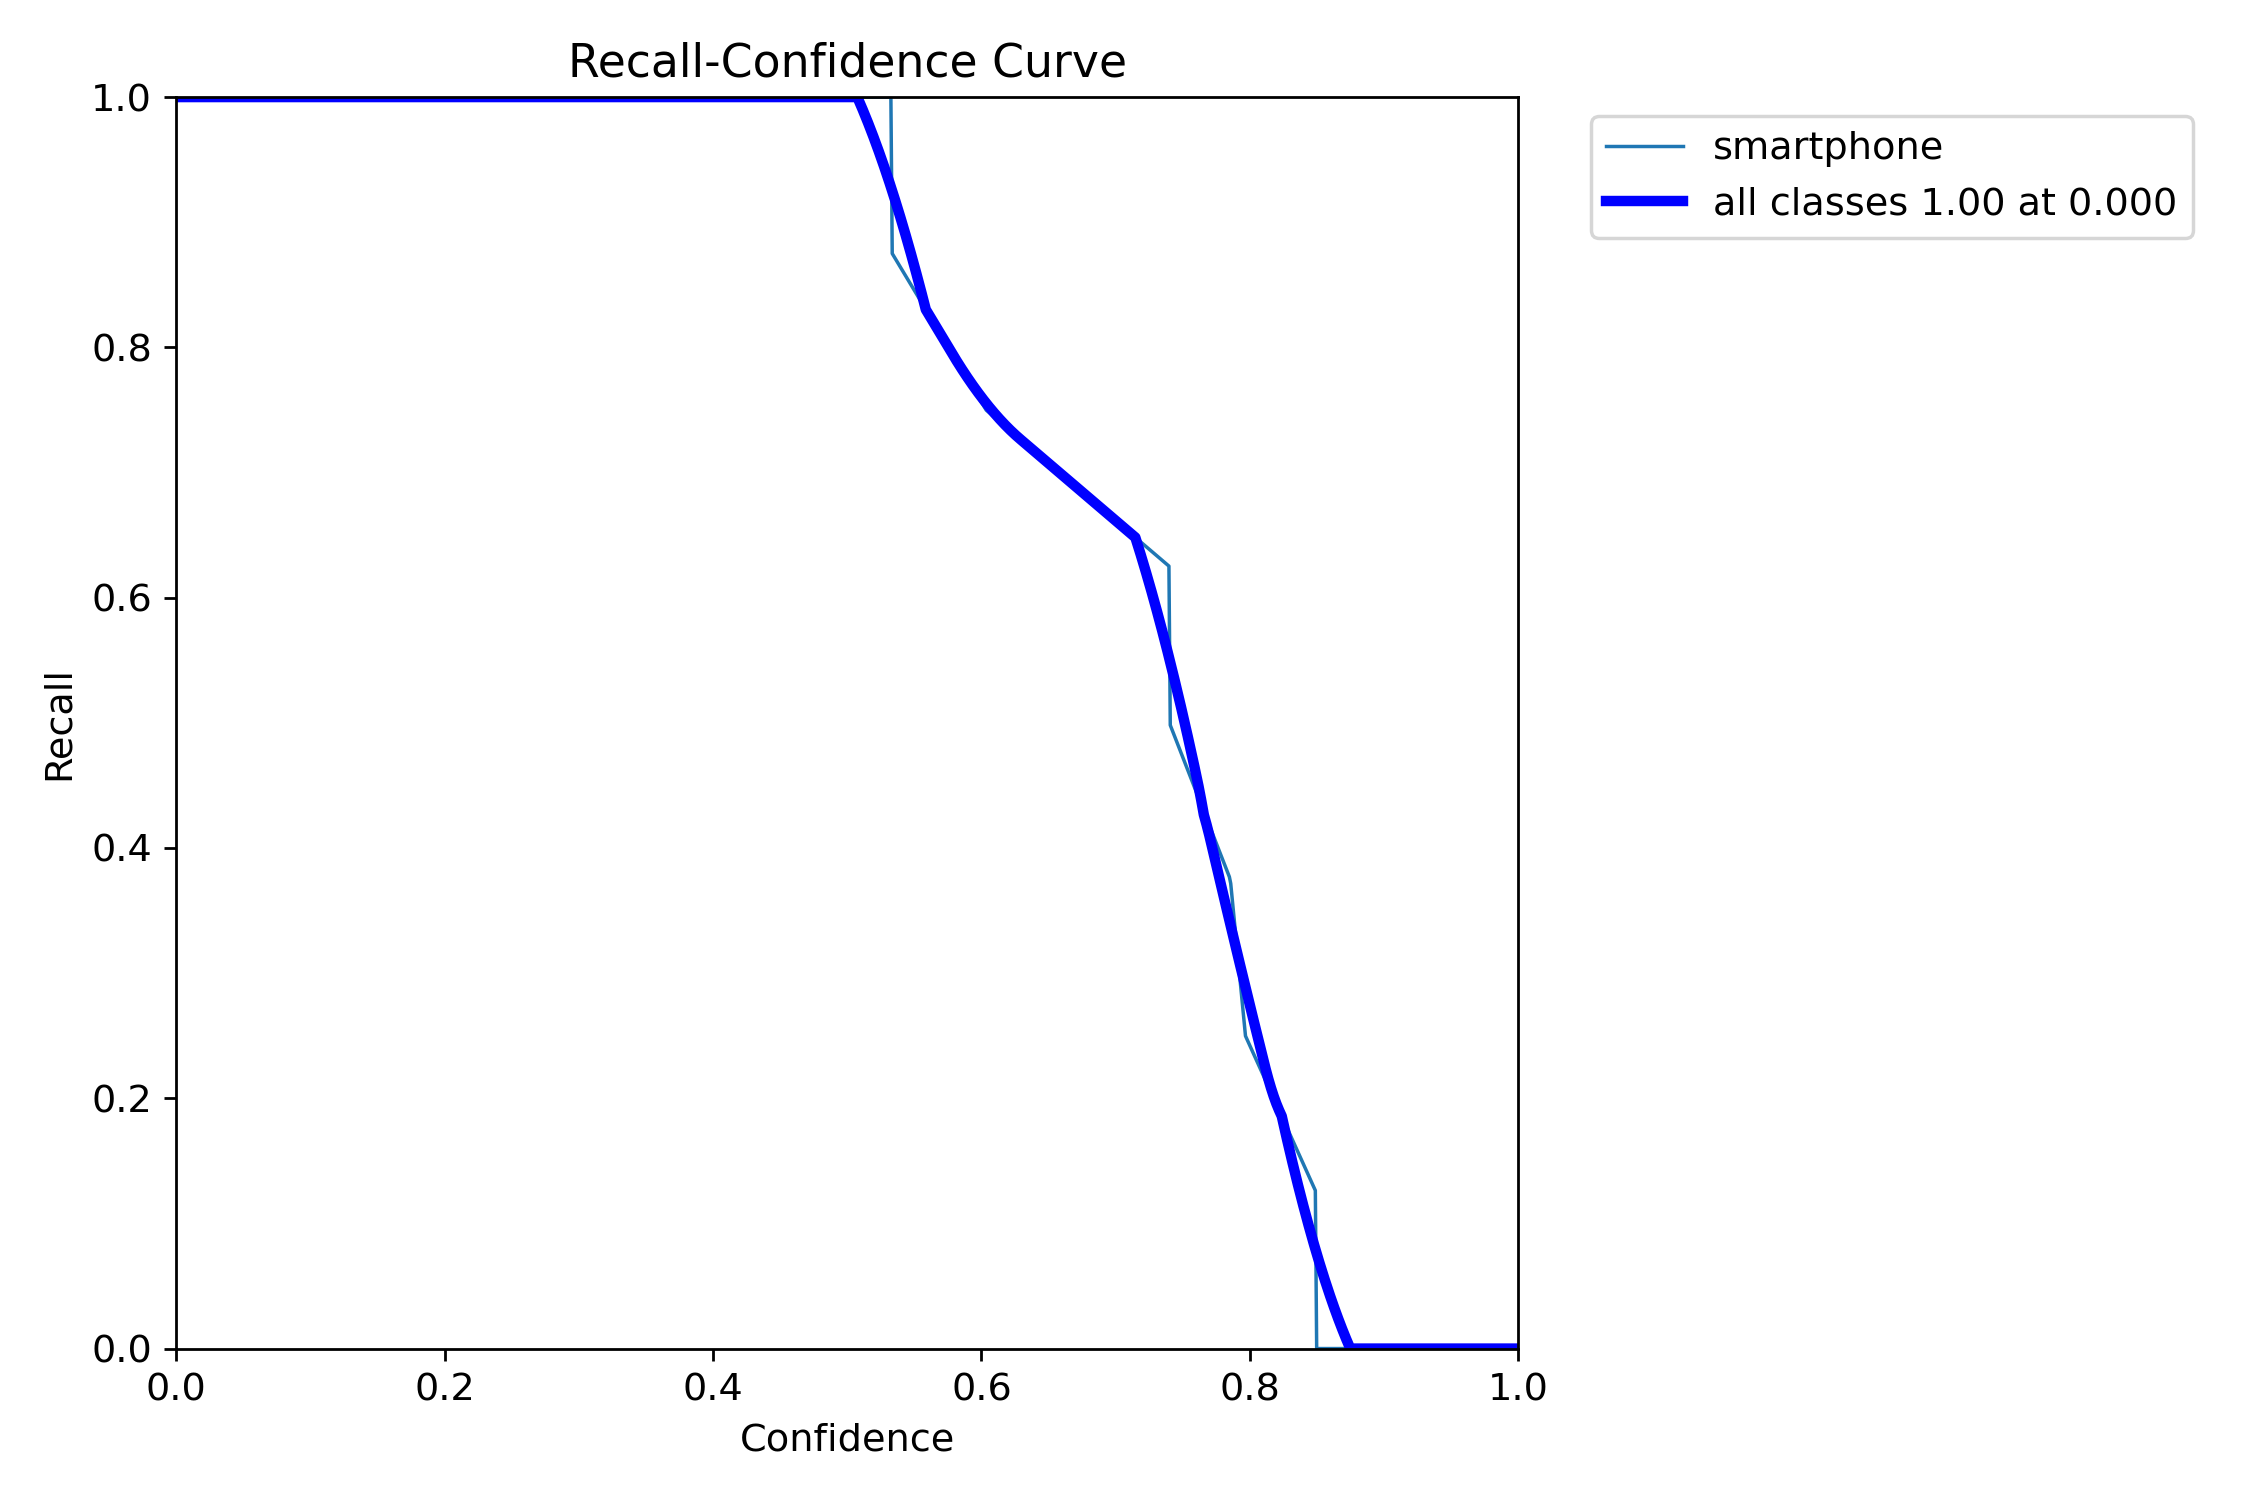 Recall-Confidence Curve
1.0
0.8
0.6
0.4
0.2
0.0
Recall
0.0 0.2 0.4 0.6 0.8 1.0
Confidence
smartphone
all classes 1.00 at 0.000